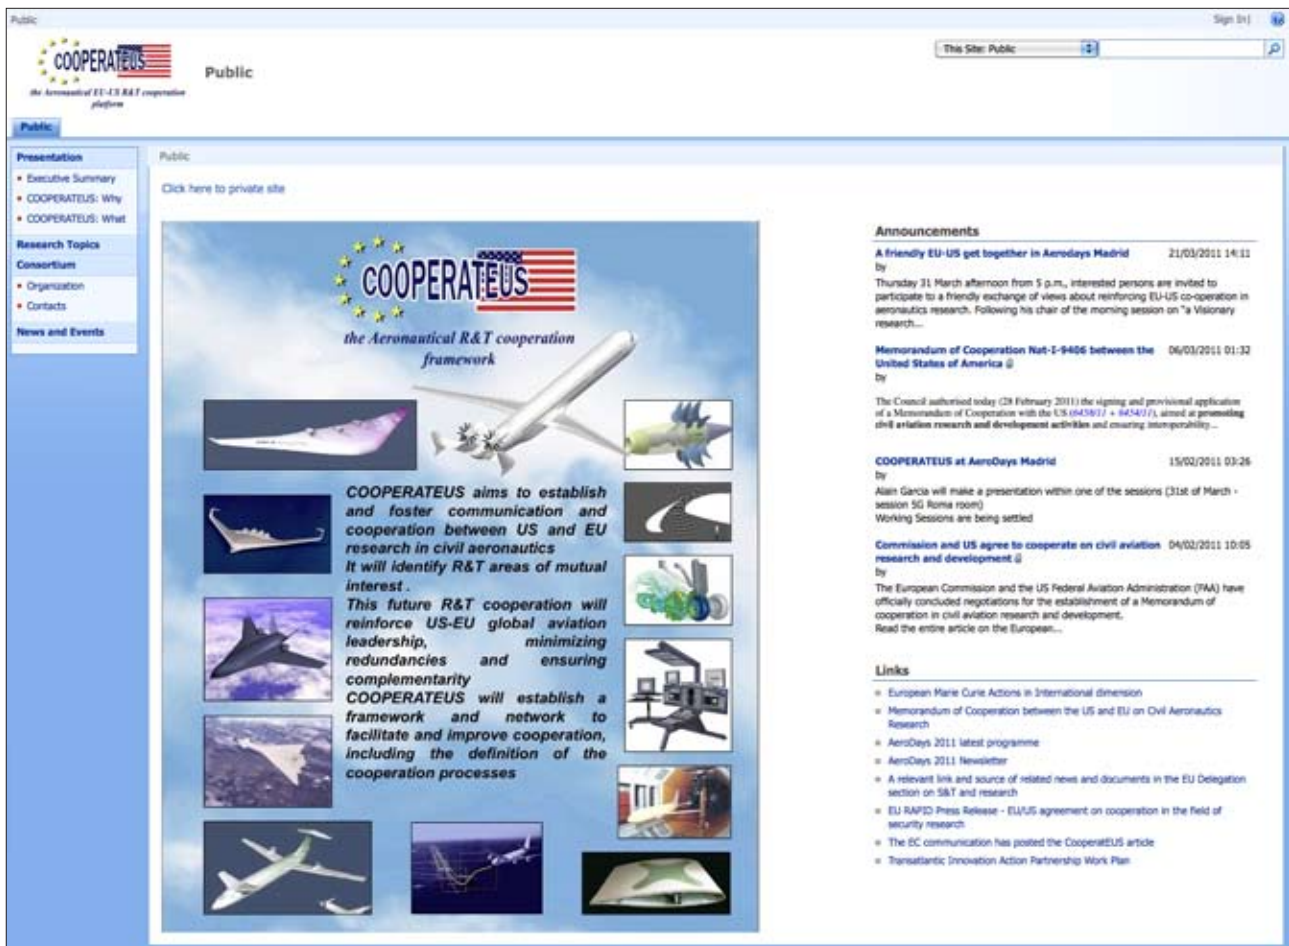 Public
Sign In
COOPERATEUS
the Aeronautical EU-US R&T cooperation
platform
Public
This Site: Public
Public
Presentation
Executive Summary
COOPERATEUS: Why
COOPERATEUS: What
Research Topics
Consortium
Organization
Contacts
News and Events
Public
Click here to private site
COOPERATEUS
the Aeronautical R&T cooperation
framework
COOPERATEUS aims to establish
and foster communication and
cooperation between US and EU
research in civil aeronautics
It will identify R&T areas of mutual
interest .
This future R&T cooperation will
reinforce US-EU global aviation
leadership, minimizing
redundancies and ensuring
complementarity
COOPERATEUS will establish a
framework and network to
facilitate and improve cooperation,
including the definition of the
cooperation processes
Announcements
A friendly EU-US get together in Aerodays Madrid 21/03/2011 14:11
by
Thursday 31 March afternoon from 5 p.m., interested persons are invited to
participate to a friendly exchange of views about reinforcing EU-US co-operation in
aeronautics research. Following his chair of the morning session on "a Visionary
research...
Memorandum of Cooperation Nat-I-9406 between the 06/03/2011 01:32
United States of America
by
The Council authorised today (28 February 2011) the signing and provisional application
of a Memorandum of Cooperation with the US (6458/11 + 6454/11), aimed at promoting
civil aviation research and development activities and ensuring interoperability...
COOPERATEUS at AeroDays Madrid 15/02/2011 03:26
by
Alain Garcia will make a presentation within one of the sessions (31st of March -
session 5G Roma room)
Working Sessions are being settled
Commission and US agree to cooperate on civil aviation 04/02/2011 10:05
research and development
by
The European Commission and the US Federal Aviation Administration (FAA) have
officially concluded negotiations for the establishment of a Memorandum of
cooperation in civil aviation research and development.
Read the entire article on the European...
Links
European Marie Curie Actions in International dimension
Memorandum of Cooperation between the US and EU on Civil Aeronautics
Research
AeroDays 2011 latest programme
AeroDays 2011 Newsletter
A relevant link and source of related news and documents in the EU Delegation
section on S&T and research
EU RAPID Press Release - EU/US agreement on cooperation in the field of
security research
The EC communication has posted the CooperatEUS article
Transatlantic Innovation Action Partnership Work Plan